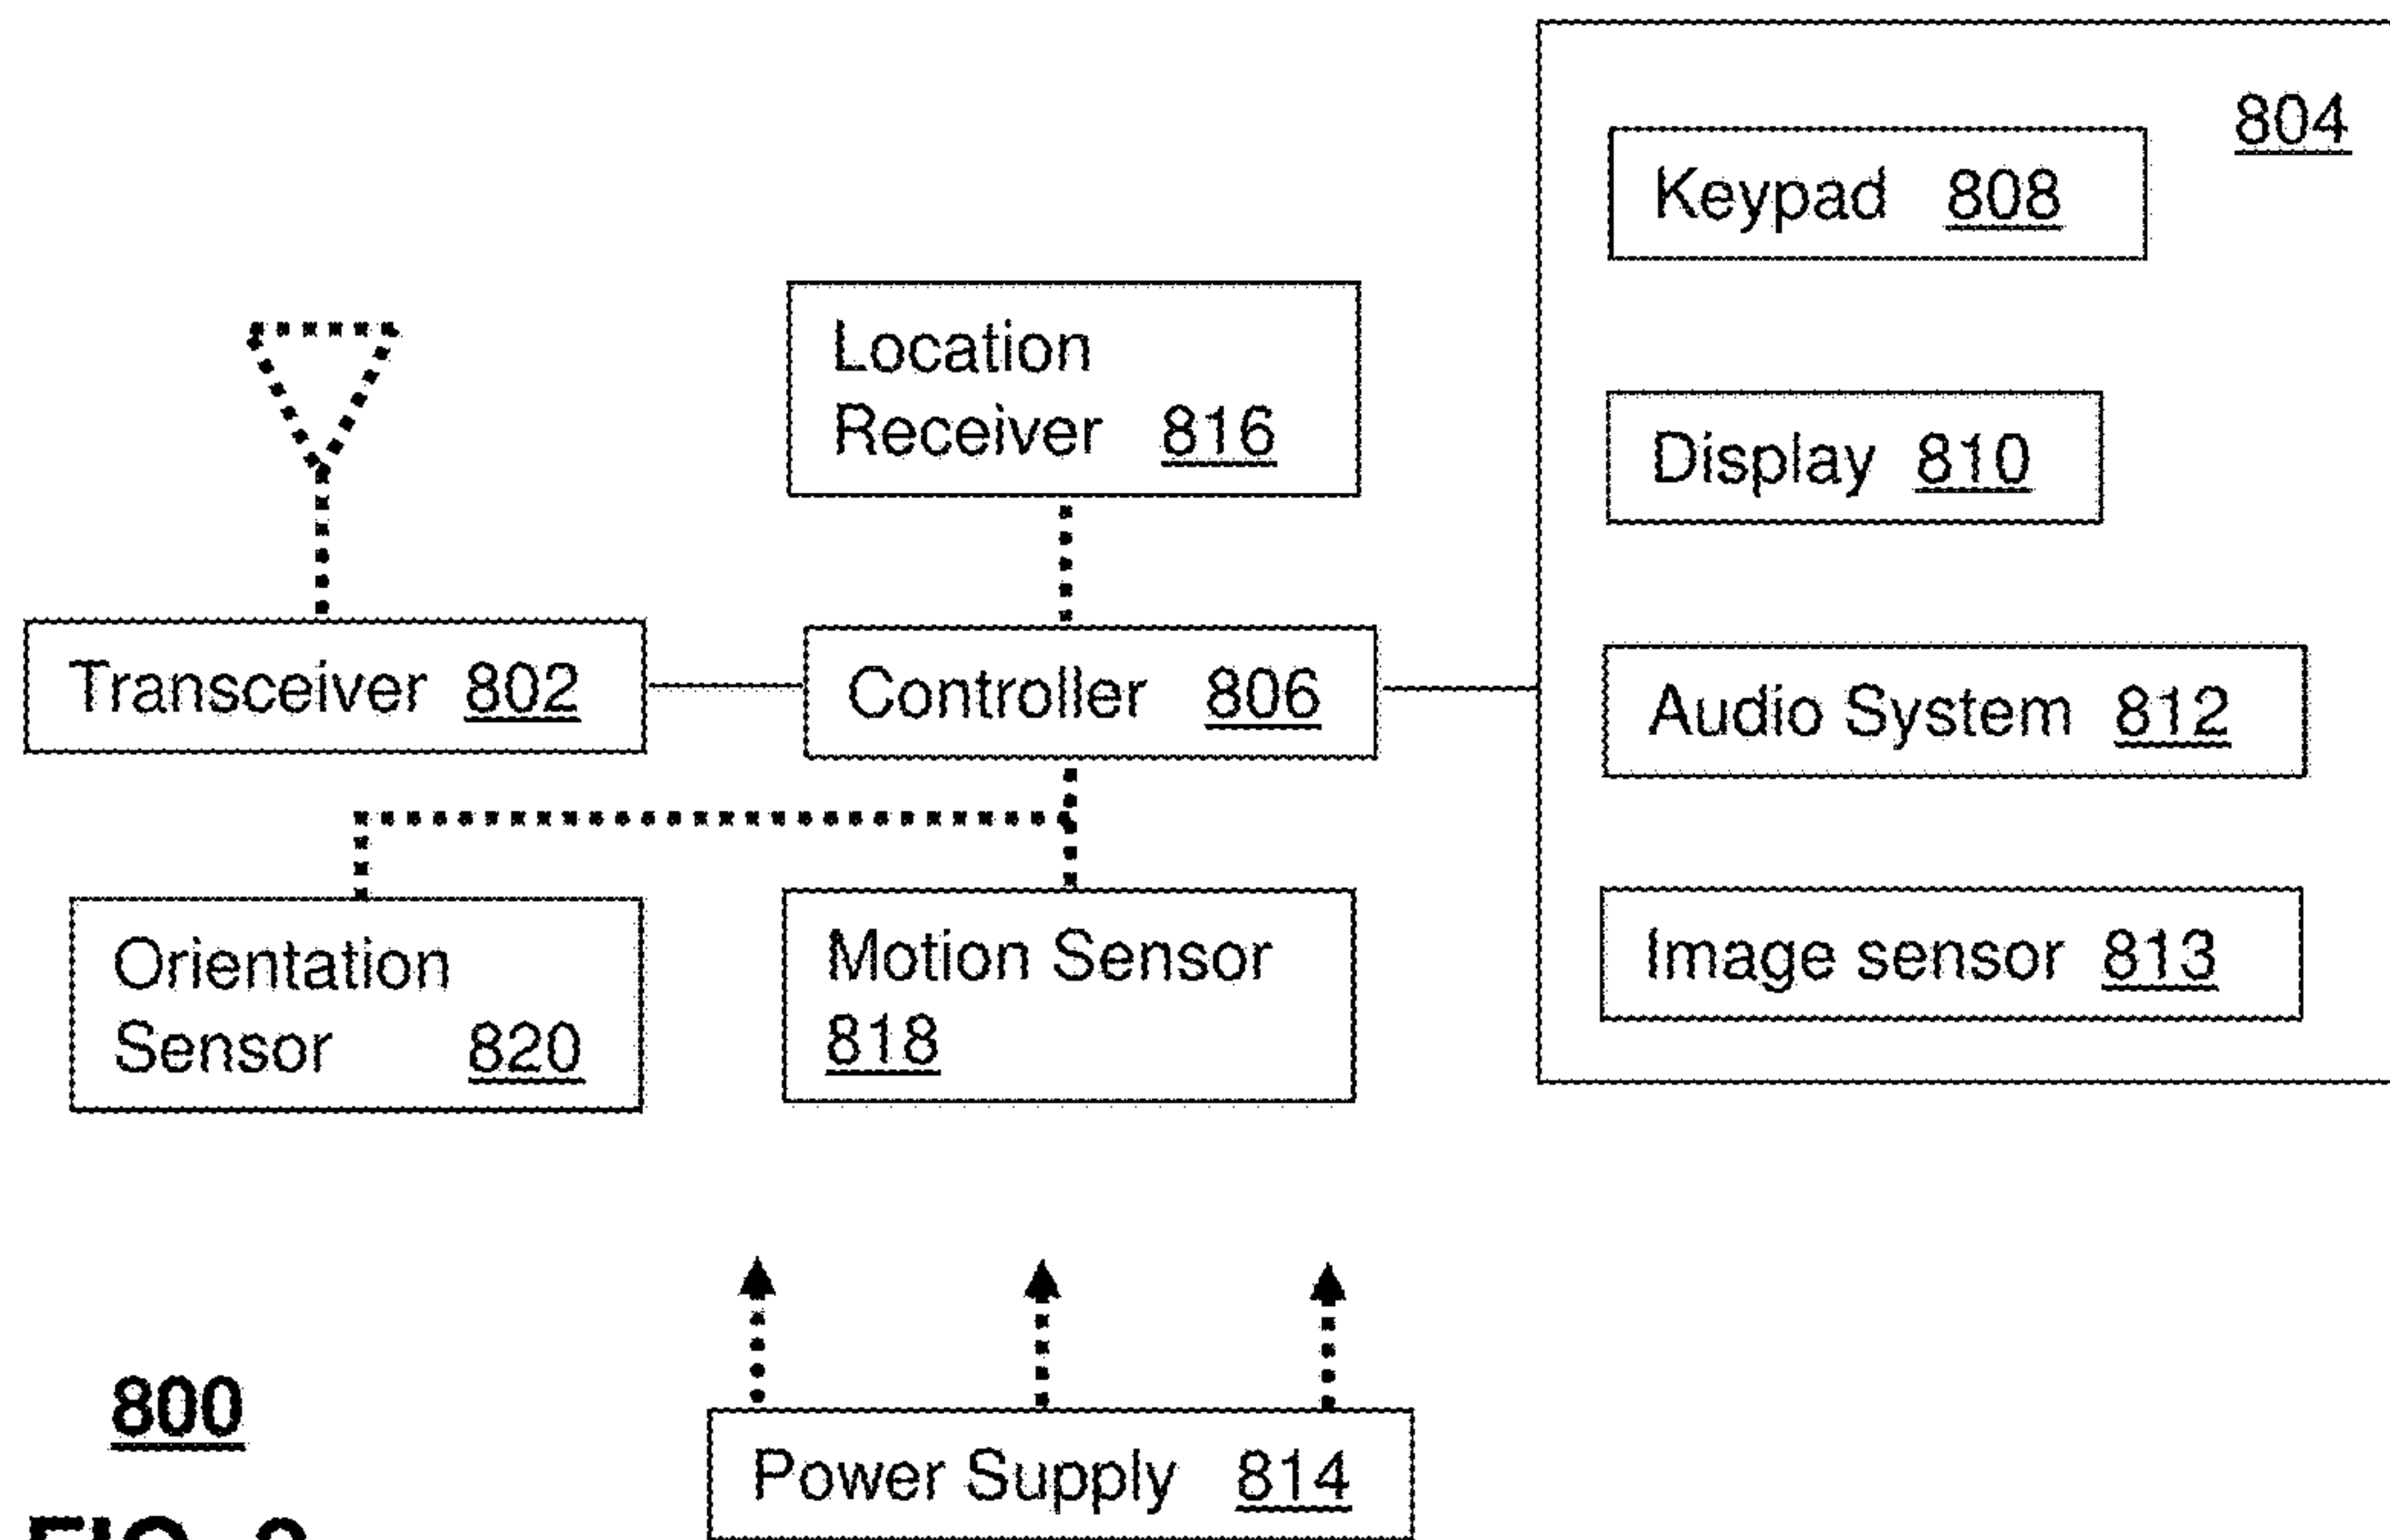 804
Keypad 808
Location
Receiver 816
Display 810
Transceiver 802
Controller 806
Audio System 812
Orientation
Sensor 820
Motion Sensor
818
Image sensor 813
800
Power Supply 814
FIG.